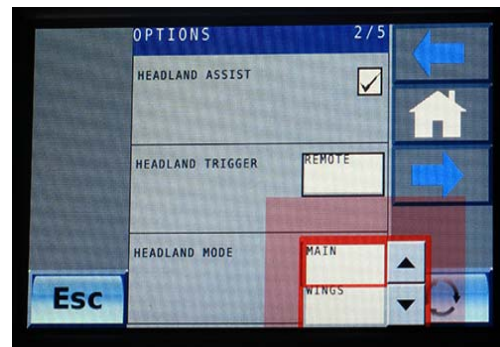 OPTIONS 2/5
HEADLAND ASSIST
HEADLAND TRIGGER REMOTE
HEADLAND MODE MAIN
WINGS
Esc